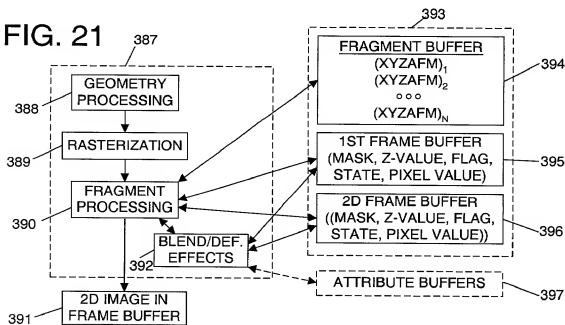 FIG. 21
387
393
388
GEOMETRY
PROCESSING
389
RASTERIZATION
390
FRAGMENT
PROCESSING
392
BLEND/DEF.
EFFECTS
391
2D IMAGE IN
FRAME BUFFER
FRAGMENT BUFFER
(XYZAFM)1
(XYZAFM)2
○○○
(XYZAFM)N
394
1ST FRAME BUFFER
(MASK, Z-VALUE, FLAG,
STATE, PIXEL VALUE)
395
2D FRAME BUFFER
((MASK, Z-VALUE, FLAG,
STATE, PIXEL VALUE))
396
ATTRIBUTE BUFFERS
397